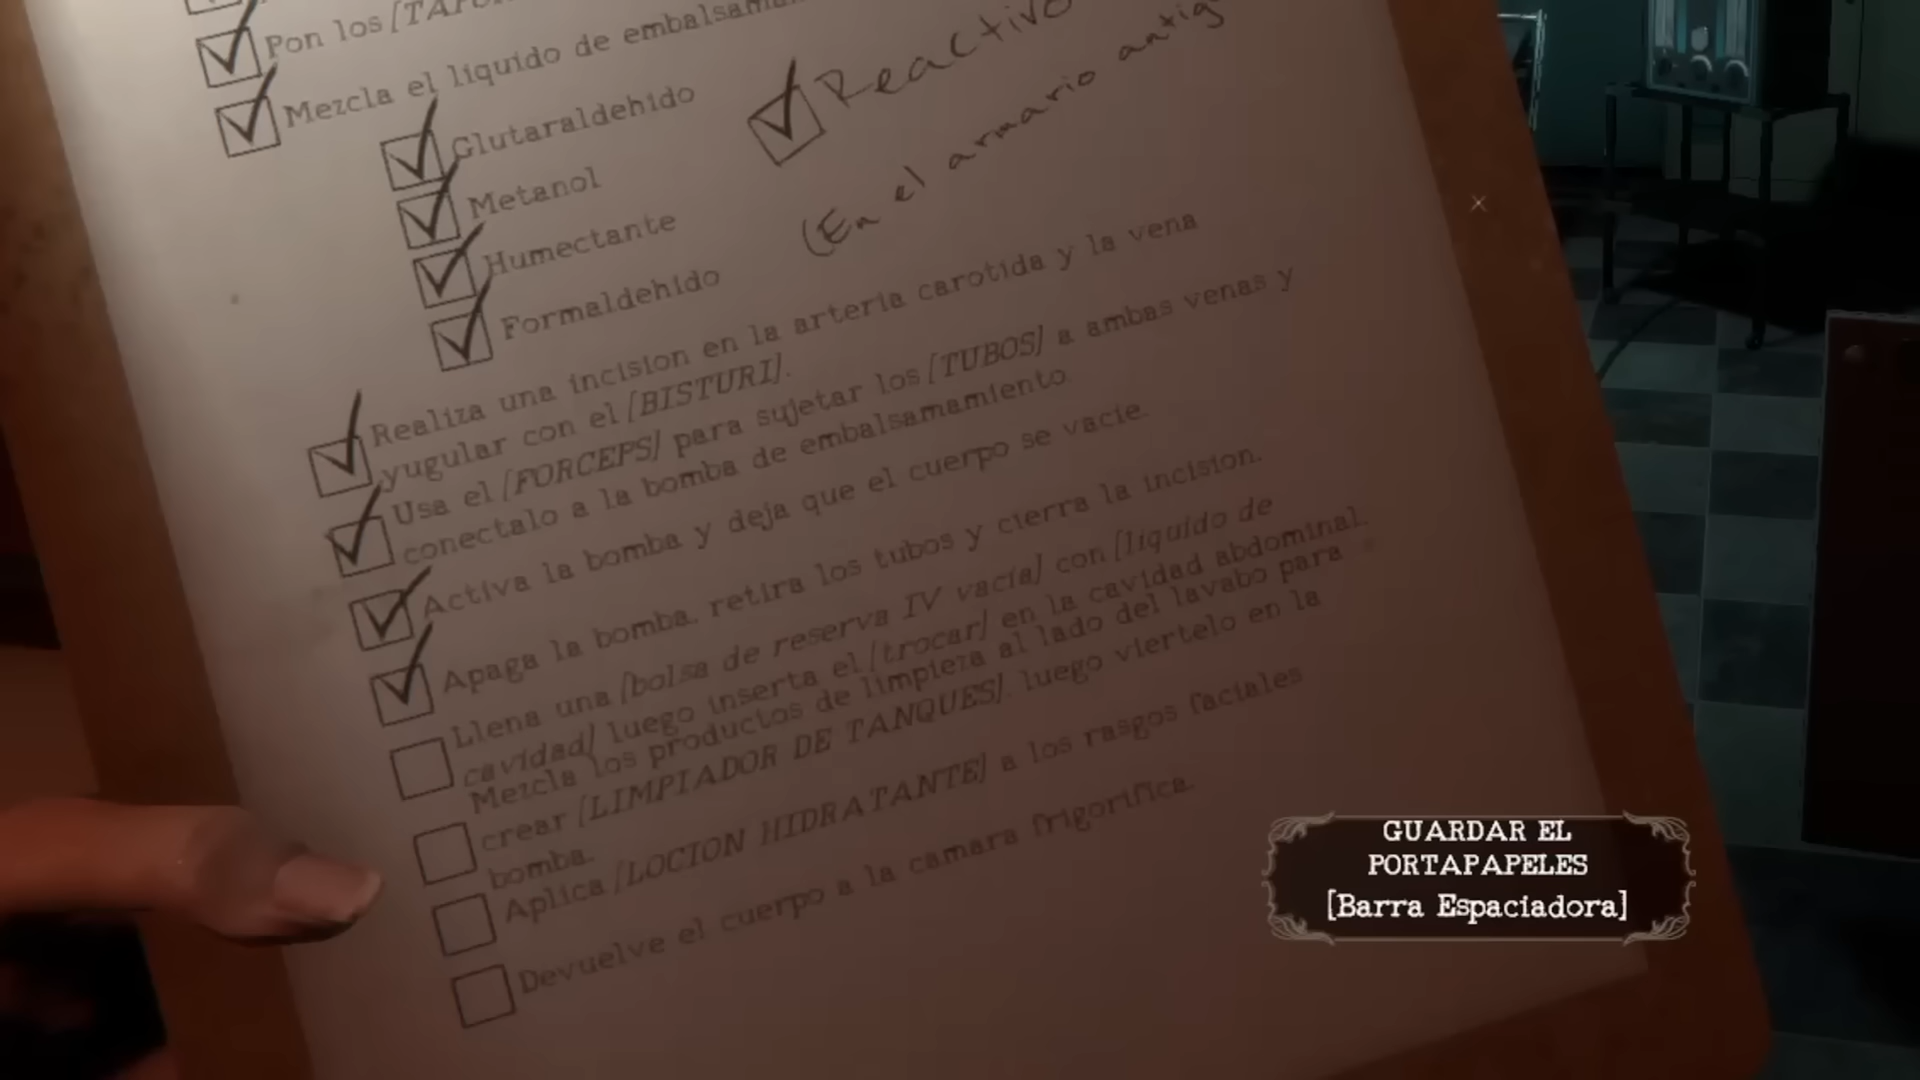 Pon los
Mezcla el liquido de
Glutaraldehido
Metanol
Humectante
Formaldehido
Reactivo
(En el armario
Realiza una incision en la arteria carotida y la vena
yugular con el [BISTURI].
Usa el [FORCEPS] para sujetar los [TUBOS] a ambas venas y
conectalo a la bomba de embalsamamiento.
Activa la bomba y deja que el cuerpo se vacie.
Apaga la bomba, retira los tubos y cierra la incision.
Llena una [bolsa de reserva IV vacia] con [liquido de
cavidad] luego inserta el [trocar] en la cavidad abdominal.
Mezcla los productos de limpieza al lado del lavabo para
crear [LIMPIADOR DE TANQUES], luego viertelo en la
bomba.
Aplica [LOCION HIDRATANTE] a los rasgos faciales
Devuelve el cuerpo a la camara frigorifica.
GUARDAR EL
PORTAPAPELES
[Barra Espaciadora]